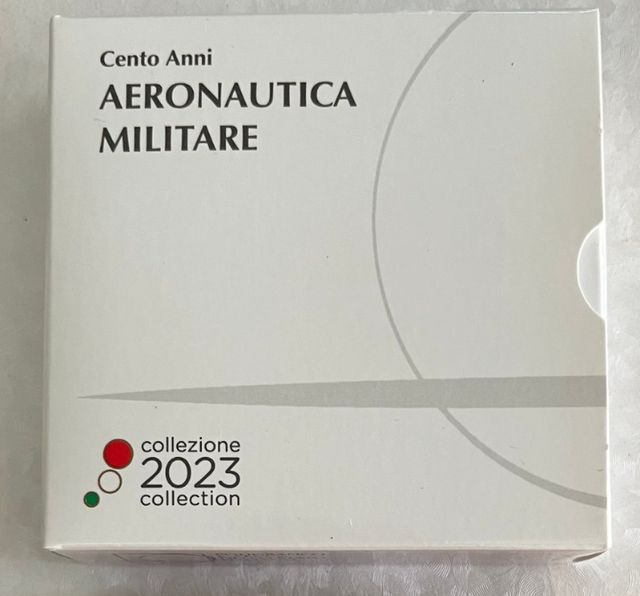 Cento Anni
AERONAUTICA
MILITARE
collezione
2023
collection